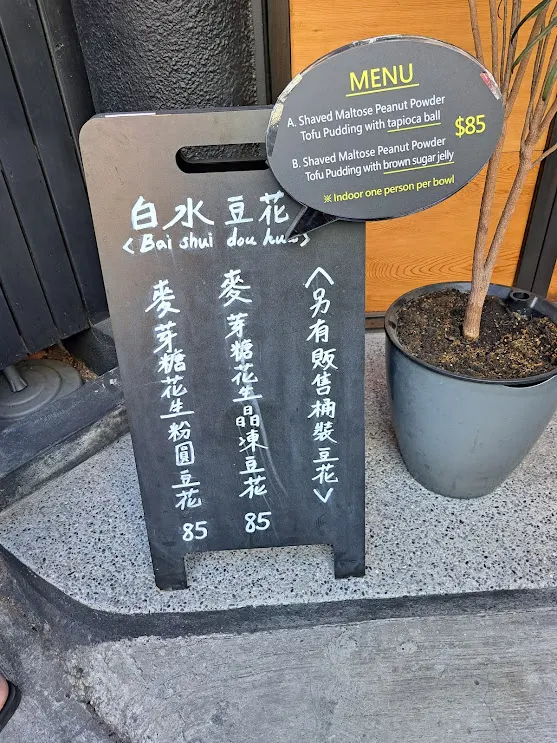 MENU
A. Shaved Maltose Peanut Powder
Tofu Pudding with tapioca ball
B. Shaved Maltose Peanut Powder
Tofu Pudding with brown sugar jelly
$85
※ Indoor one person per bowl
白水豆花
<Bai shui dou hua>
<另有販售桶裝豆花>
麥芽糖花生晶凍豆花 85
麥芽糖花生粉圓豆花 85